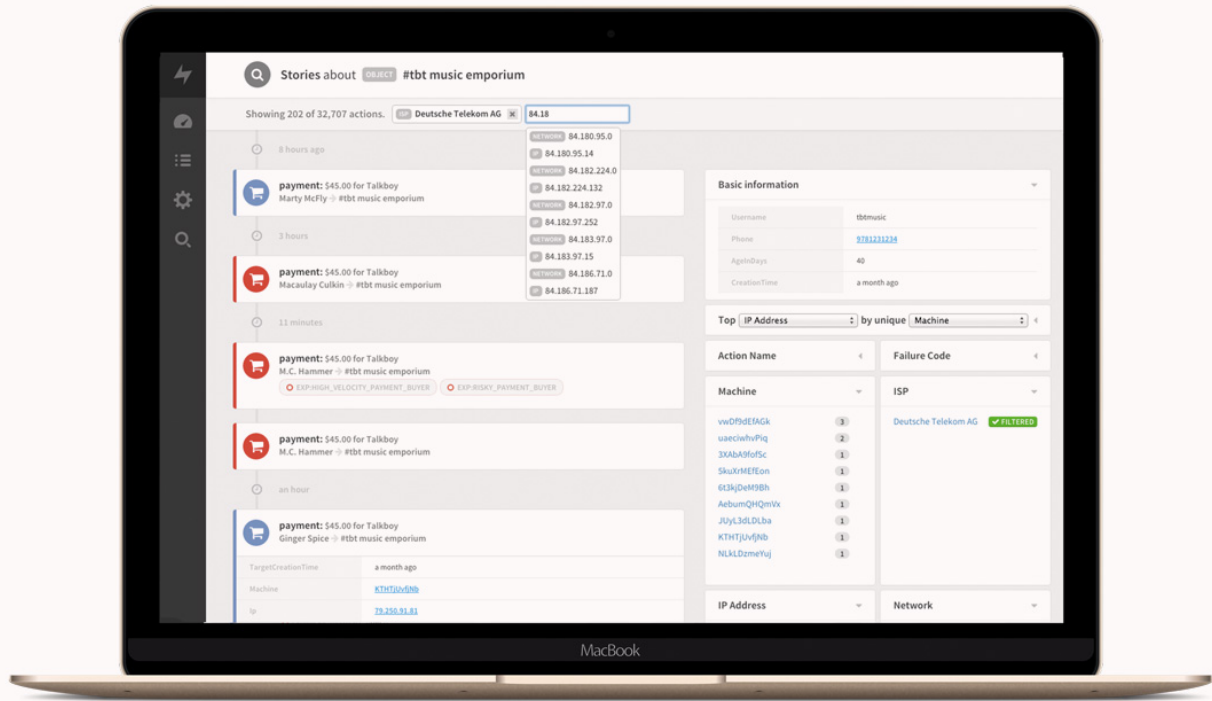 Stories about OBJECT #tbt music emporium
Showing 202 of 32,707 actions. ISP Deutsche Telekom AG 84.18
NETWORK 84.180.95.0
IP 84.180.95.14
NETWORK 84.182.224.0
IP 84.182.224.132
NETWORK 84.182.97.0
IP 84.182.97.252
NETWORK 84.183.97.0
IP 84.183.97.15
NETWORK 84.186.71.0
IP 84.186.71.187
8 hours ago
payment: $45.00 for Talkboy
Marty McFly → #tbt music emporium
3 hours
payment: $45.00 for Talkboy
Macaulay Culkin → #tbt music emporium
11 minutes
payment: $45.00 for Talkboy
M.C. Hammer → #tbt music emporium
EXP:HIGH_VELOCITY_PAYMENT_BUYER EXP:RISKY_PAYMENT_BUYER
payment: $45.00 for Talkboy
M.C. Hammer → #tbt music emporium
an hour
payment: $45.00 for Talkboy
Ginger Spice → #tbt music emporium
TargetCreationTime a month ago
Machine KTHTjUvfjNb
Ip 79.250.91.81
Basic information
Username tbtmusic
Phone 9781231234
AgeInDays 40
CreationTime a month ago
Top IP Address by unique Machine
Action Name
Failure Code
Machine
vwDf9dEfAGk 3
uaeciwhvPiq 2
3XAbA9fofSc 1
SkuXrMEfEon 1
6t3kjDeM9Bh 1
AebumQHQmVx 1
JUyL3dLDLba 1
KTHTjUvfjNb 1
NLkLDzmeYuj 1
ISP
Deutsche Telekom AG ✔ FILTERED
IP Address
Network
MacBook